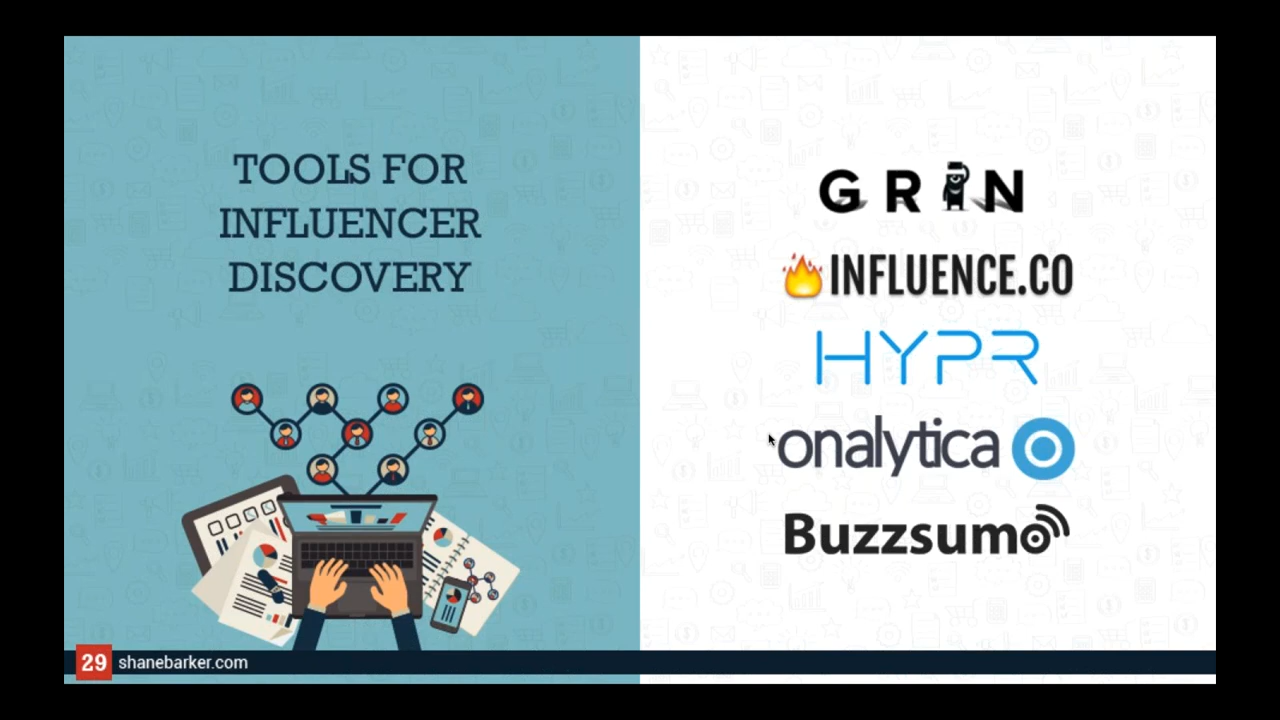 TOOLS FOR
INFLUENCER
DISCOVERY
GRIN
INFLUENCE.CO
HYPR
onalytica
Buzzsumo
29 shanebarker.com